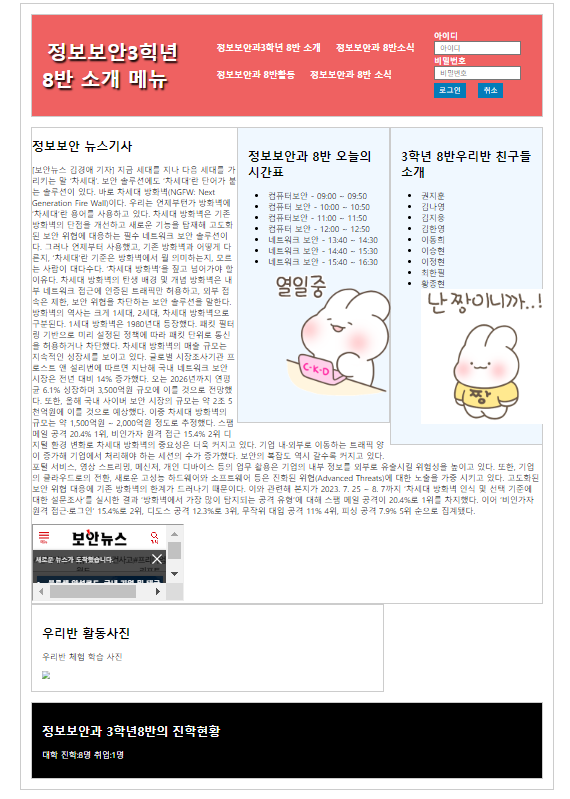 정보보안3학년
8반 소개 메뉴
정보보안과3학년 8반 소개 정보보안과 8반소식
정보보안과 8반활동 정보보안과 8반 소식
아이디
아이디
비밀번호
비밀번호
로그인 취소
정보보안 뉴스기사
[보안뉴스 김경애 기자] 지금 세대를 지나 다음 세대를 가
리키는 말 '차세대'. 보안 솔루션에도 '차세대'란 단어가 붙
는 솔루션이 있다. 바로 차세대 방화벽(NGFW: Next
Generation Fire Wall)이다. 우리는 언제부턴가 방화벽에
'차세대'란 용어를 사용하고 있다. 차세대 방화벽은 기존
방화벽의 단점을 개선하고 새로운 기능을 탑재해 고도화
된 보안 위협에 대응하는 필수 네트워크 보안 솔루션이
다. 그러나 언제부터 사용했고, 기존 방화벽과 어떻게 다
른지, '차세대'란 기준은 방화벽에서 뭘 의미하는지, 모르
는 사람이 대다수다. '차세대 방화벽'을 짚고 넘어가야 할
이유다. 차세대 방화벽의 탄생 배경 및 개념 방화벽은 내
부 네트워크 접근에 인증된 트래픽만 허용하고, 외부 접
속은 제한, 보안 위협을 차단하는 보안 솔루션을 말한다.
방화벽의 역사는 크게 1세대, 2세대, 차세대 방화벽으로
구분된다. 1세대 방화벽은 1980년대 등장했다. 패킷 필터
링 기반으로 미리 설정된 정책에 따라 패킷 단위로 통신
을 허용하거나 차단했다. 차세대 방화벽의 매출 규모는
지속적인 성장세를 보이고 있다. 글로벌 시장조사기관 프
로스트 앤 설리번에 따르면 지난해 국내 네트워크 보안
시장은 전년 대비 14% 증가했다. 오는 2026년까지 연평
균 6.1% 성장하며 3,500억원 규모에 이를 것으로 전망했
다. 또한, 올해 국내 사이버 보안 시장의 규모는 약 2조 5
천억원에 이를 것으로 예상했다. 이중 차세대 방화벽의
규모는 약 1,500억원 ~ 2,000억원 정도로 추정했다. 스팸
메일 공격 20.4% 1위, 비인가자 원격 접근 15.4% 2위 디
지털 환경 변화로 차세대 방화벽의 중요성은 더욱 커지고 있다. 기업 내·외부로 이동하는 트래픽 양
이 증가해 기업에서 처리해야 하는 세션의 수가 증가했다. 보안의 복잡도 역시 갈수록 커지고 있다.
포털 서비스, 영상 스트리밍, 메신저, 개인 디바이스 등의 업무 활용은 기업의 내부 정보를 외부로 유출시킬 위험성을 높이고 있다. 또한, 기업
의 클라우드로의 전환, 새로운 고성능 하드웨어와 소프트웨어 등은 진화된 위협(Advanced Threats)에 대한 노출을 가중 시키고 있다. 고도화된
보안 위협 대응에 기존 방화벽의 한계가 드러나기 때문이다. 이와 관련해 본지가 2023. 7. 25 ~ 8. 7까지 '차세대 방화벽 인식 및 선택 기준에
대한 설문조사'를 실시한 결과 '방화벽에서 가장 많이 탐지되는 공격 유형'에 대해 스팸 메일 공격이 20.4%로 1위를 차지했다. 이어 '비인가자
원격 접근·로그인' 15.4%로 2위, 디도스 공격 12.3%로 3위, 무작위 대입 공격 11% 4위, 피싱 공격 7.9% 5위 순으로 집계됐다.
정보보안과 8반 오늘의
시간표
컴퓨터보안 - 09:00 ~ 09:50
컴퓨터 보안 - 10:00 ~ 10:50
컴퓨터보안 - 11:00 ~ 11:50
컴퓨터보안 - 12:00 ~ 12:50
네트워크 보안 - 13:40 ~ 14:30
네트워크 보안 - 14:40 ~ 15:30
네트워크 보안 - 15:40 ~ 16:30
열일중
C·K·D
3학년 8반우리반 친구들
소개
권지훈
김나영
김지웅
김한영
이동희
이승현
이정현
최한필
황중현
난 짱이니까..!
짱
보안뉴스
새로운 뉴스가 도착했습니다.
우리반 활동사진
우리반 체험 학습 사진
정보보안과 3학년8반의 진학현황
대학 진학:8명 취업:1명